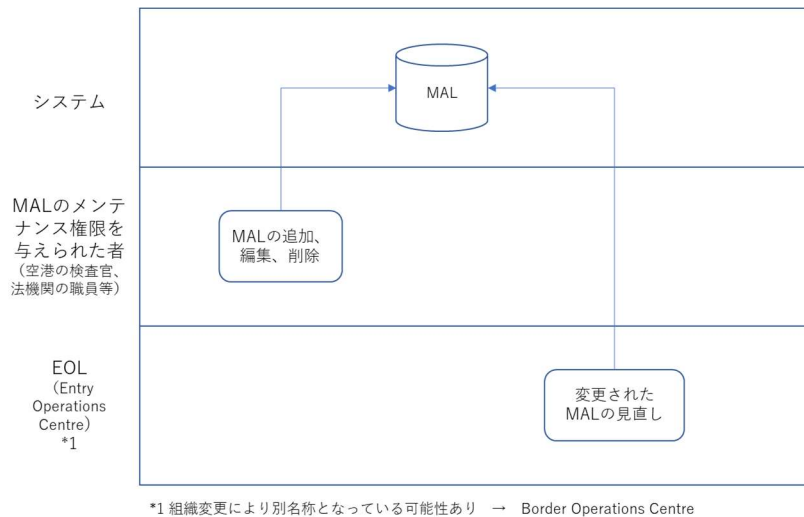 システム
MAL
MALのメンテ
ナンス権限を
与えられた者
（空港の検査官、
法機関の職員等）
MALの追加、
編集、削除
EOL
（Entry
Operations
Centre）
*1
変更された
MALの見直し
*1 組織変更により別名称となっている可能性あり　→　Border Operations Centre